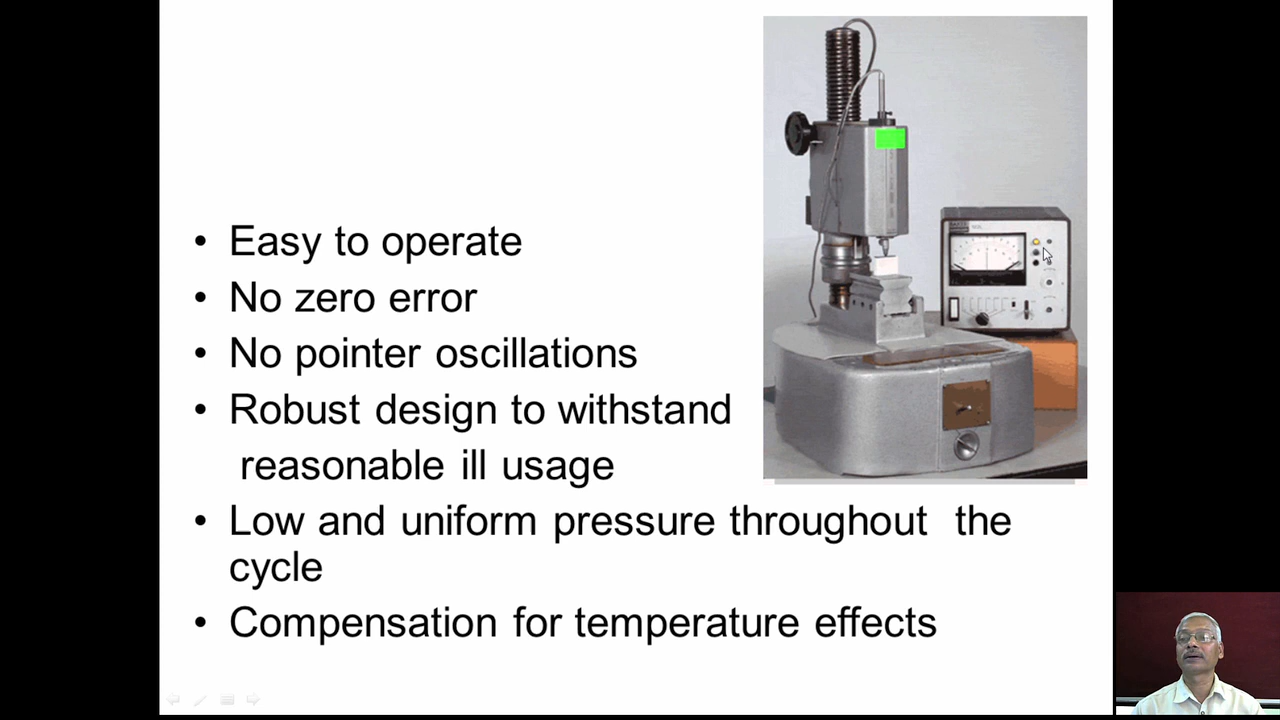 • Easy to operate
• No zero error
• No pointer oscillations
• Robust design to withstand
reasonable ill usage
• Low and uniform pressure throughout the
cycle
• Compensation for temperature effects